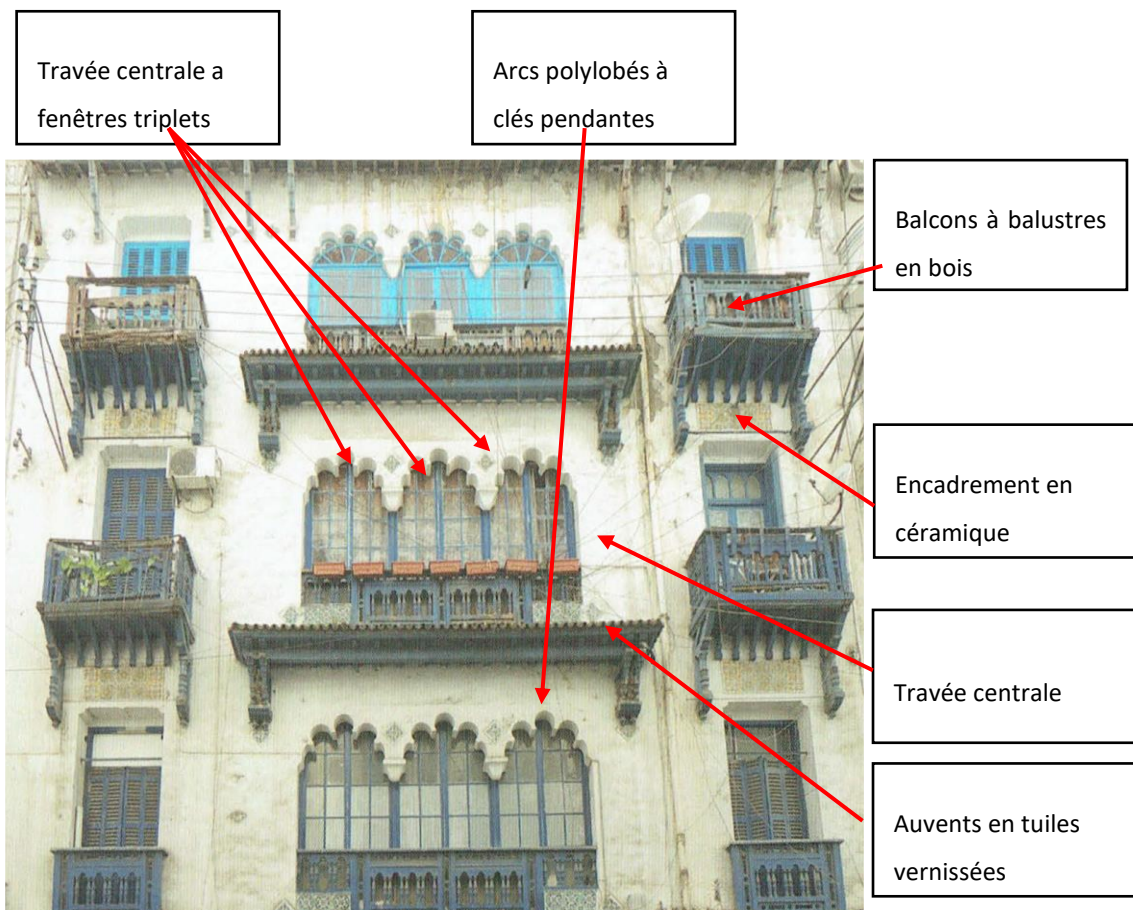 Travée centrale a
fenêtres triplets
Arcs polylobés à
clés pendantes
Balcons à balustres
en bois
Encadrement en
céramique
Travée centrale
Auvents en tuiles
vernissées